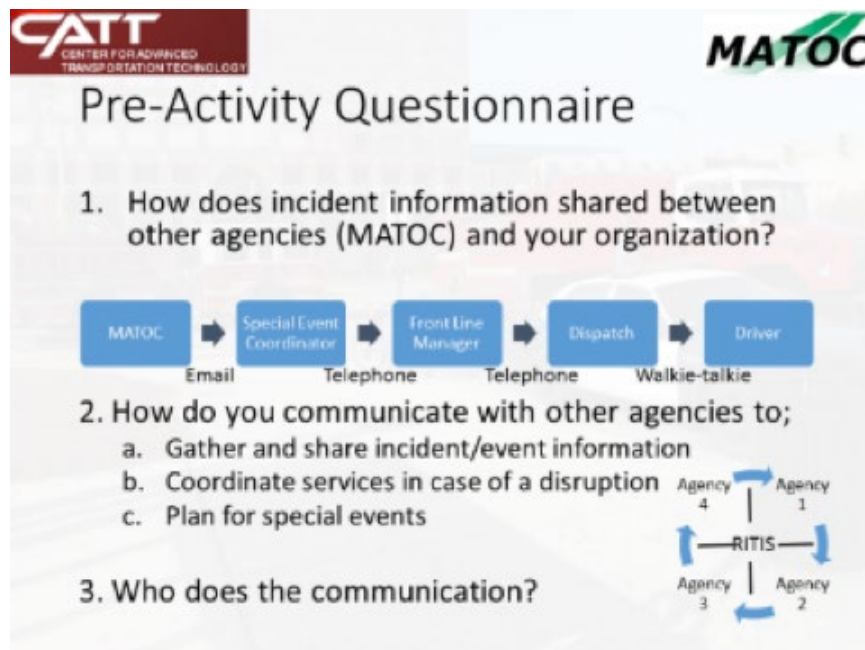 CATT
CENTER FOR ADVANCED
TRANSPORTATION TECHNOLOGY
MATOC
Pre-Activity Questionnaire
1. How does incident information shared between
other agencies (MATOC) and your organization?
MATOC
Special Event
Coordinator
Front Line
Manager
Dispatch
Driver
Email
Telephone
Telephone
Walkie-talkie
2. How do you communicate with other agencies to;
a. Gather and share incident/event information
b. Coordinate services in case of a disruption
c. Plan for special events
Agency
4
Agency
1
RITIS
Agency
3
Agency
2
3. Who does the communication?